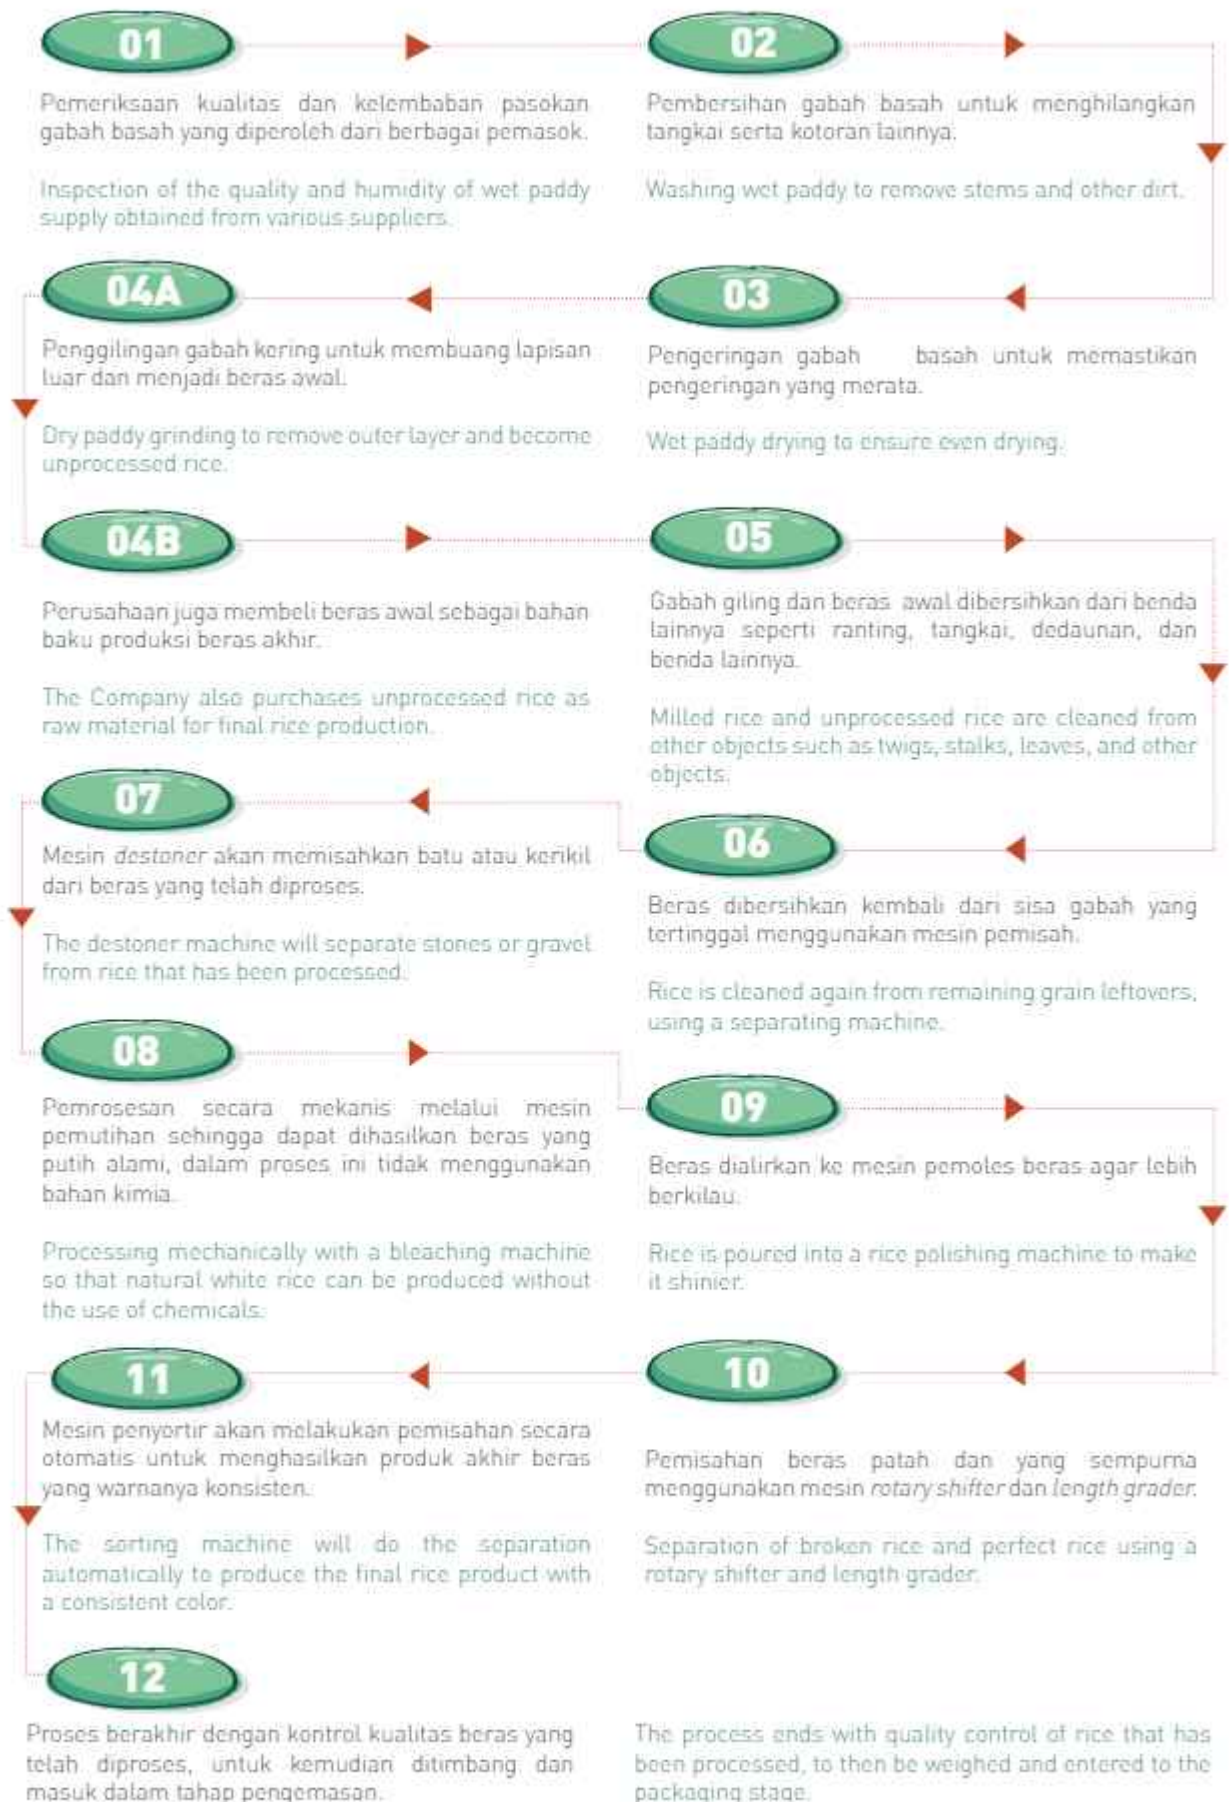 01
Pemeriksaan kualitas dan kelembaban pasokan
gabah basah yang diperoleh dari berbagai pemasok.
Inspection of the quality and humidity of wet paddy
supply obtained from various suppliers.
02
Pembersihan gabah basah untuk menghilangkan
tangkai serta kotoran lainnya.
Washing wet paddy to remove stems and other dirt.
03
Pengeringan gabah basah untuk memastikan
pengeringan yang merata.
Wet paddy drying to ensure even drying.
04A
Penggilingan gabah kering untuk membuang lapisan
luar dan menjadi beras awal.
Dry paddy grinding to remove outer layer and become
unprocessed rice.
04B
Perusahaan juga membeli beras awal sebagai bahan
baku produksi beras akhir.
The Company also purchases unprocessed rice as
raw material for final rice production.
05
Gabah giling dan beras awal dibersihkan dari benda
lainnya seperti ranting, tangkai, dedaunan, dan
benda lainnya.
Milled rice and unprocessed rice are cleaned from
other objects such as twigs, stalks, leaves, and other
objects.
06
Beras dibersihkan kembali dari sisa gabah yang
tertinggal menggunakan mesin pemisah.
Rice is cleaned again from remaining grain leftovers,
using a separating machine.
07
Mesin destoner akan memisahkan batu atau kerikil
dari beras yang telah diproses.
The destoner machine will separate stones or gravel
from rice that has been processed.
08
Pemrosesan secara mekanis melalui mesin
pemutihan sehingga dapat dihasilkan beras yang
putih alami, dalam proses ini tidak menggunakan
bahan kimia.
Processing mechanically with a bleaching machine
so that natural white rice can be produced without
the use of chemicals.
09
Beras dialirkan ke mesin pemoles beras agar lebih
berkilau.
Rice is poured into a rice polishing machine to make
it shinier.
10
Pemisahan beras patah dan yang sempurna
menggunakan mesin rotary shifter dan length grader.
Separation of broken rice and perfect rice using a
rotary shifter and length grader.
11
Mesin penyortir akan melakukan pemisahan secara
otomatis untuk menghasilkan produk akhir beras
yang warnanya konsisten.
The sorting machine will do the separation
automatically to produce the final rice product with
a consistent color.
12
Proses berakhir dengan kontrol kualitas beras yang
telah diproses, untuk kemudian ditimbang dan
masuk dalam tahap pengemasan.
The process ends with quality control of rice that has
been processed, to then be weighed and entered to the
packaging stage.